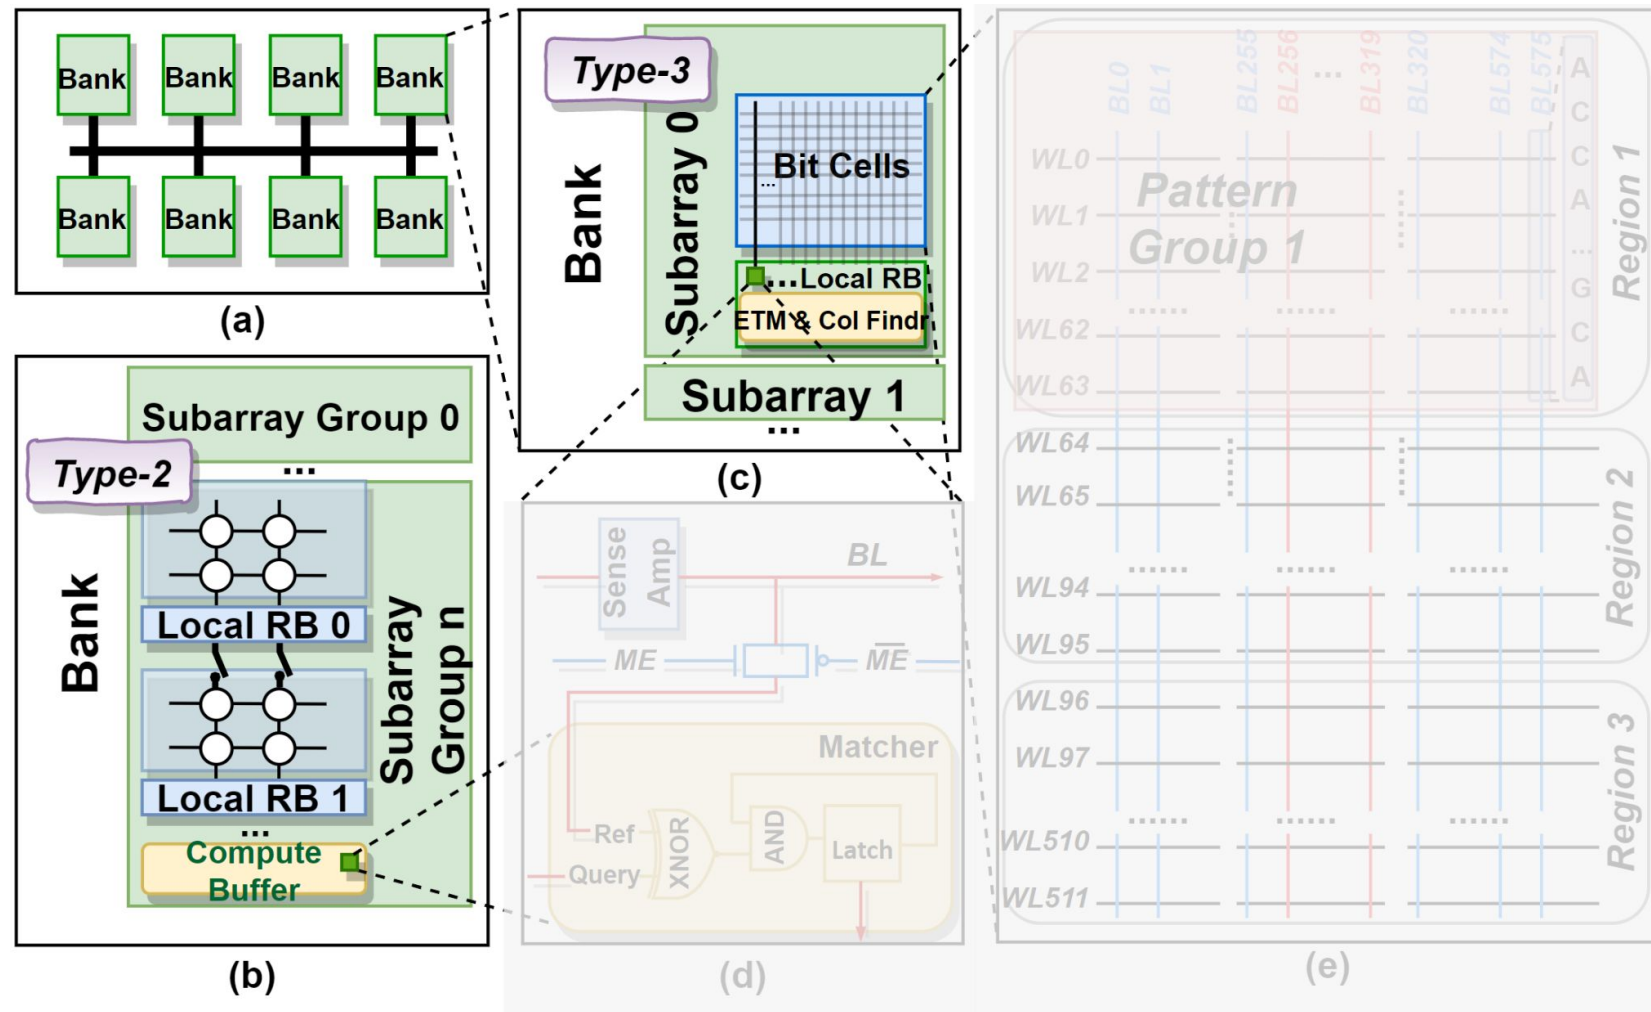 Bank Bank Bank Bank
Bank Bank Bank Bank
(a)
Subarray Group 0
...
Type-2
Bank
Local RB 0
Local RB 1
...
Compute
Buffer
Subarray
Group n
(b)
Type-3
Bank
Subarray 0
Bit Cells
...
...Local RB
ETM & Col Findr
Subarray 1
...
(c)
Sense
Amp
BL
ME
ME
Matcher
Ref
Query
XNOR
AND
Latch
(d)
BL0
BL1
BL255
BL256
...
BL319
BL320
BL574
BL575
A
C
C
A
...
G
C
A
WL0
WL1
WL2
WL62
WL63
Pattern
Group 1
Region 1
WL64
WL65
WL94
WL95
Region 2
WL96
WL97
WL510
WL511
Region 3
(e)